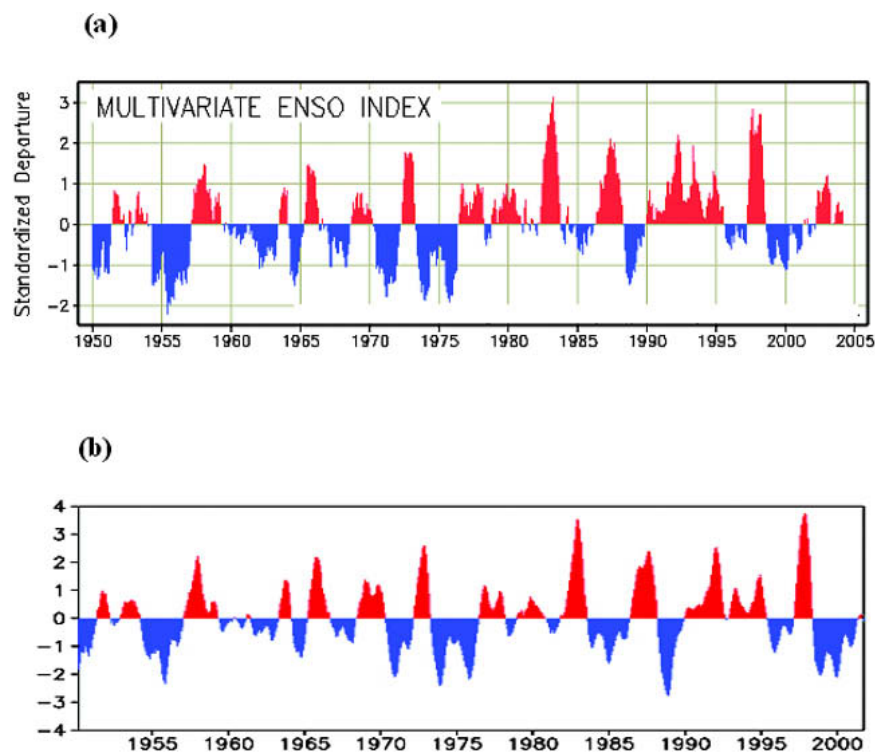 (a)
MULTIVARIATE ENSO INDEX
Standardized Departure
3
2
1
0
-1
-2
1950 1955 1960 1965 1970 1975 1980 1985 1990 1995 2000 2005
(b)
4
3
2
1
0
-1
-2
-3
-4
1955 1960 1965 1970 1975 1980 1985 1990 1995 2000